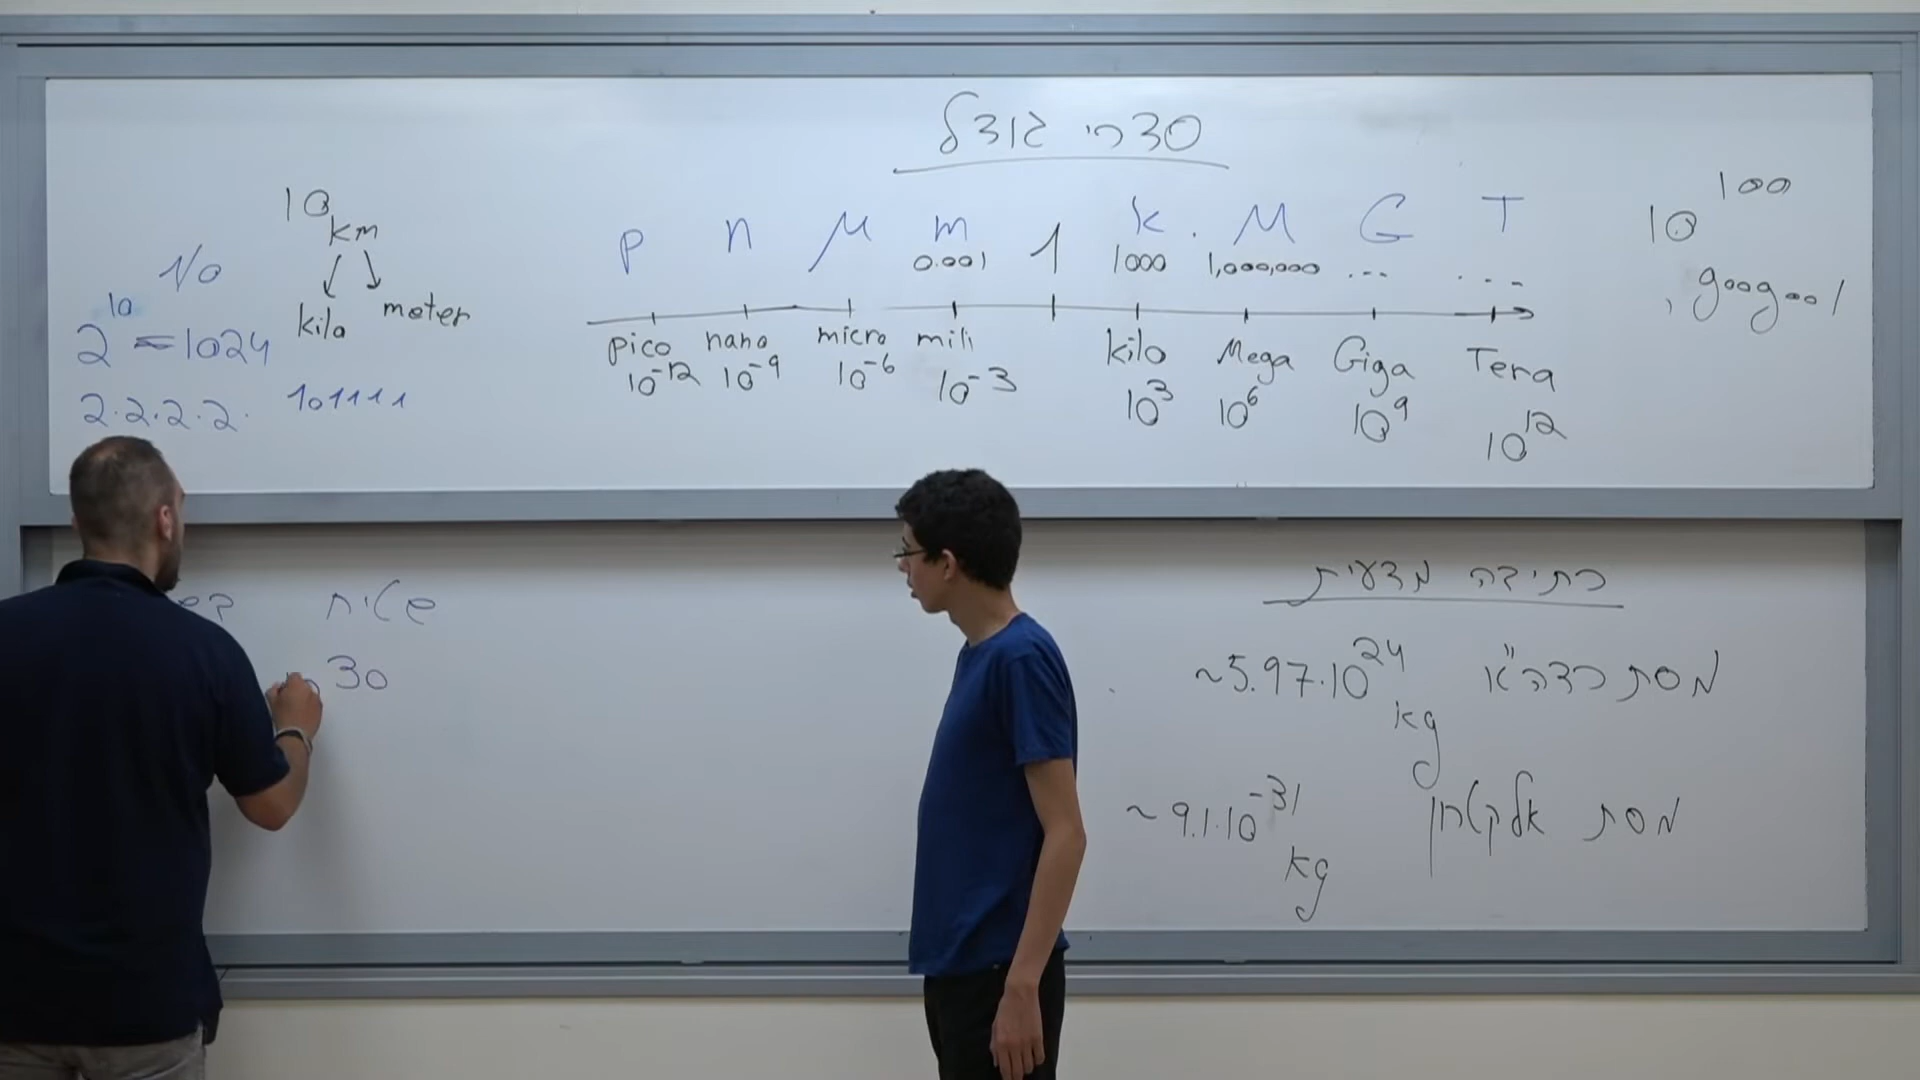 סדרי גודל
10 km
kilo meter
10^100
, googool
p n μ m 1 k . M G T
0.001 1000 1,000,000 ... ...
pico nano micro mili kilo Mega Giga Tera
10^-12 10^-9 10^-6 10^-3 10^3 10^6 10^9 10^12
2^10 = 1024
2.2.2.2. 101111
כתיבה מדעית
מסת כדה"א ~5.97.10^24 kg
מסת אלקטרון ~9.1.10^-31 kg
30